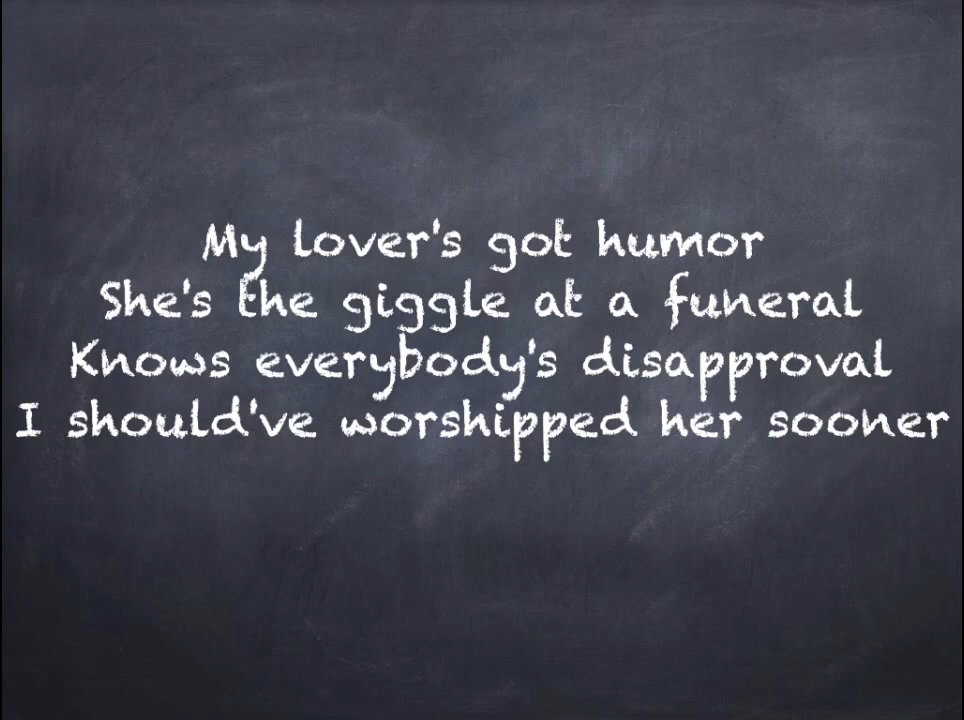 My lover's got humor
She's the giggle at a funeral
Knows everybody's disapproval
I should've worshipped her sooner